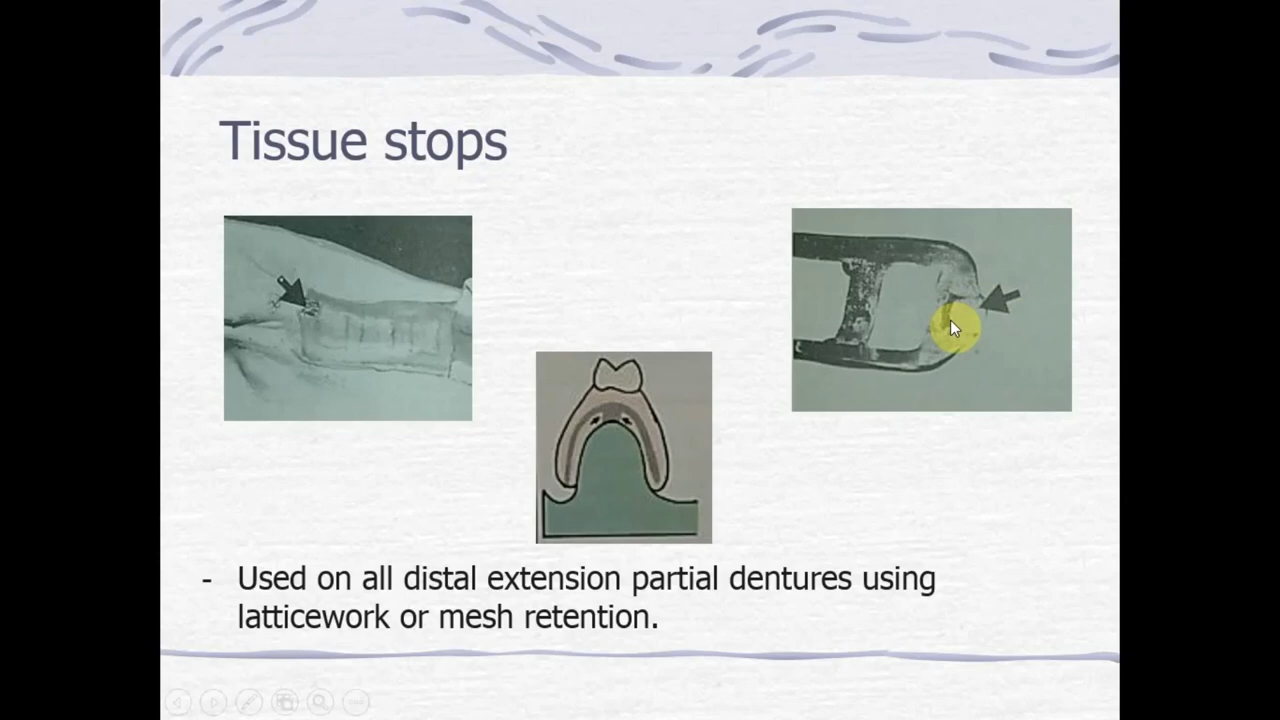 Tissue stops
- Used on all distal extension partial dentures using
latticework or mesh retention.